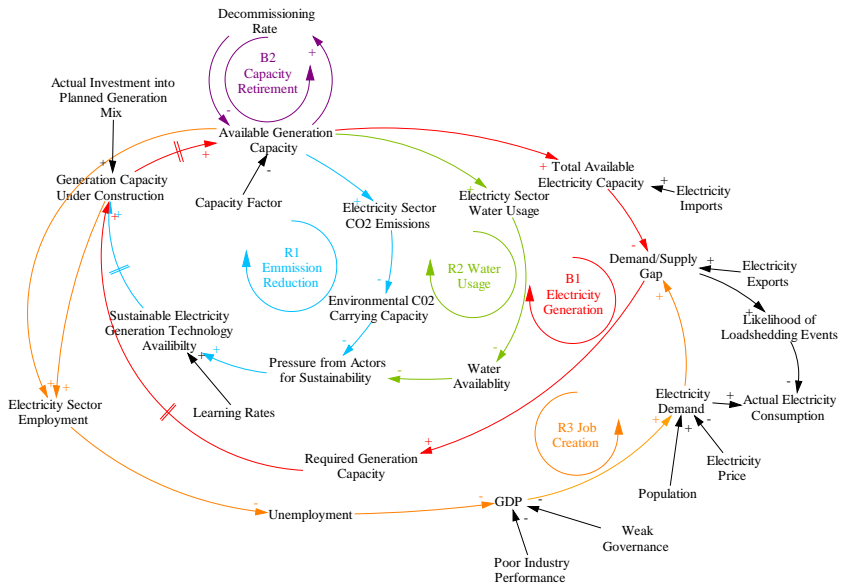 Decommissioning
Rate
B2
Capacity
Retirement
+
-
Actual Investment into
Planned Generation
Mix
+
Available Generation
Capacity
+
-
Capacity Factor
Generation Capacity
Under Construction
+
+
Total Available
Electricity Capacity
+
+
Electricity
Imports
Electricty Sector
Water Usage
+
Electricity Sector
CO2 Emissions
+
R1
Emmission
Reduction
R2 Water
Usage
B1
Electricity
Generation
Demand/Supply
Gap
-
+
+
Electricity
Exports
+
Likelihood of
Loadshedding Events
-
Environmental C02
Carrying Capacity
-
Sustainable Electricity
Generation Technology
Availibilty
+
+
Pressure from Actors
for Sustainability
-
-
Water
Availablity
-
Learning Rates
Electricity Sector
Employment
+
+
Electricity
Demand
+
+
+
-
Actual Electricity
Consumption
R3 Job
Creation
Required Generation
Capacity
+
Electricity
Price
Population
Unemployment
-
GDP
-
-
-
Weak
Governance
Poor Industry
Performance